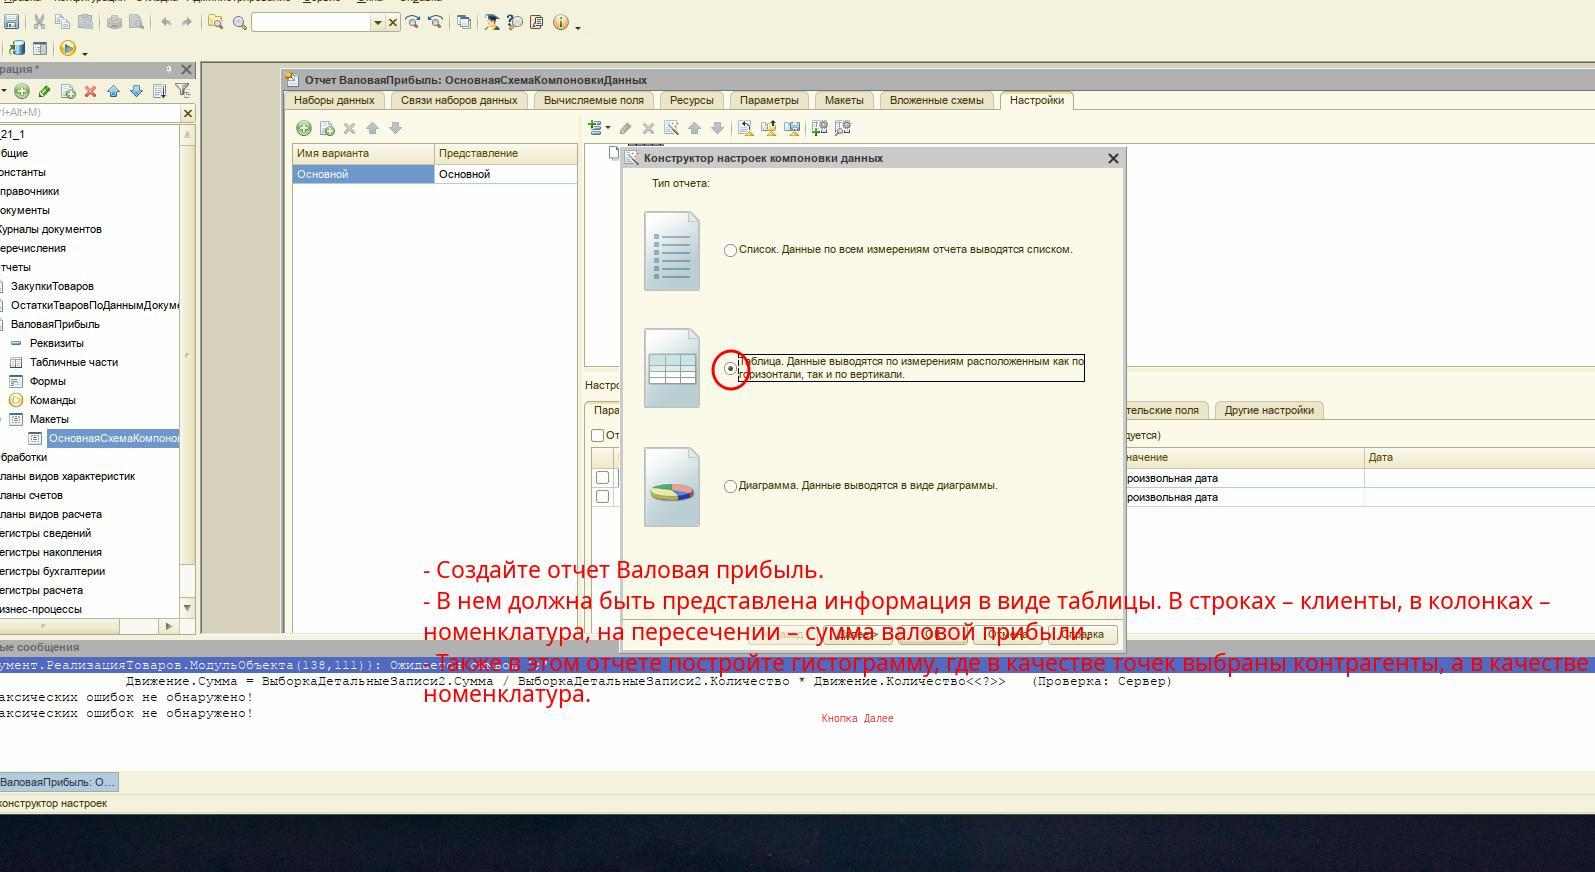 Отчет ВаловаяПрибыль: ОсновнаяСхемаКомпоновкиДанных
рация *
Наборы данных Связи наборов данных Вычисляемые поля Ресурсы Параметры Макеты Вложенные схемы Настройки
l+Alt+M)
_21_1
бщие
онстанты
правочники
окументы
Курналы документов
еречисления
тчеты
ЗакупкиТоваров
ОстаткиТваровПоДаннымДокуме
ВаловаяПрибыль
Реквизиты
Табличные части
Формы
Команды
Макеты
ОсновнаяСхемаКомпоно
бработки
ланы видов характеристик
ланы счетов
ланы видов расчета
егистры сведений
егистры накопления
егистры бухгалтерии
егистры расчета
изнес-процессы
Имя варианта Представление
Основной Основной
Конструктор настроек компоновки данных
Тип отчета:
Список. Данные по всем измерениям отчета выводятся списком.
Таблица. Данные выводятся по измерениям расположенным как по
горизонтали, так и по вертикали.
Диаграмма. Данные выводятся в виде диаграммы.
Настро
Пара
От
тельские поля Другие настройки
дуется)
начение Дата
роизвольная дата
роизвольная дата
- Создайте отчет Валовая прибыль.
- В нем должна быть представлена информация в виде таблицы. В строках – клиенты, в колонках –
номенклатура, на пересечении – сумма валовой прибыли.
- Также в этом отчете постройте гистограмму, где в качестве точек выбраны контрагенты, а в качестве
номенклатура.
ые сообщения
умент.РеализацияТоваров.МодульОбъекта(138,111)}: Ожидается
Движение.Сумма = ВыборкаДетальныеЗаписи2.Сумма / ВыборкаДетальныеЗаписи2.Количество * Движение.Количество<<?>> (Проверка: Сервер)
аксических ошибок не обнаружено!
аксических ошибок не обнаружено!
Кнопка Далее
ВаловаяПрибыль: О...
конструктор настроек